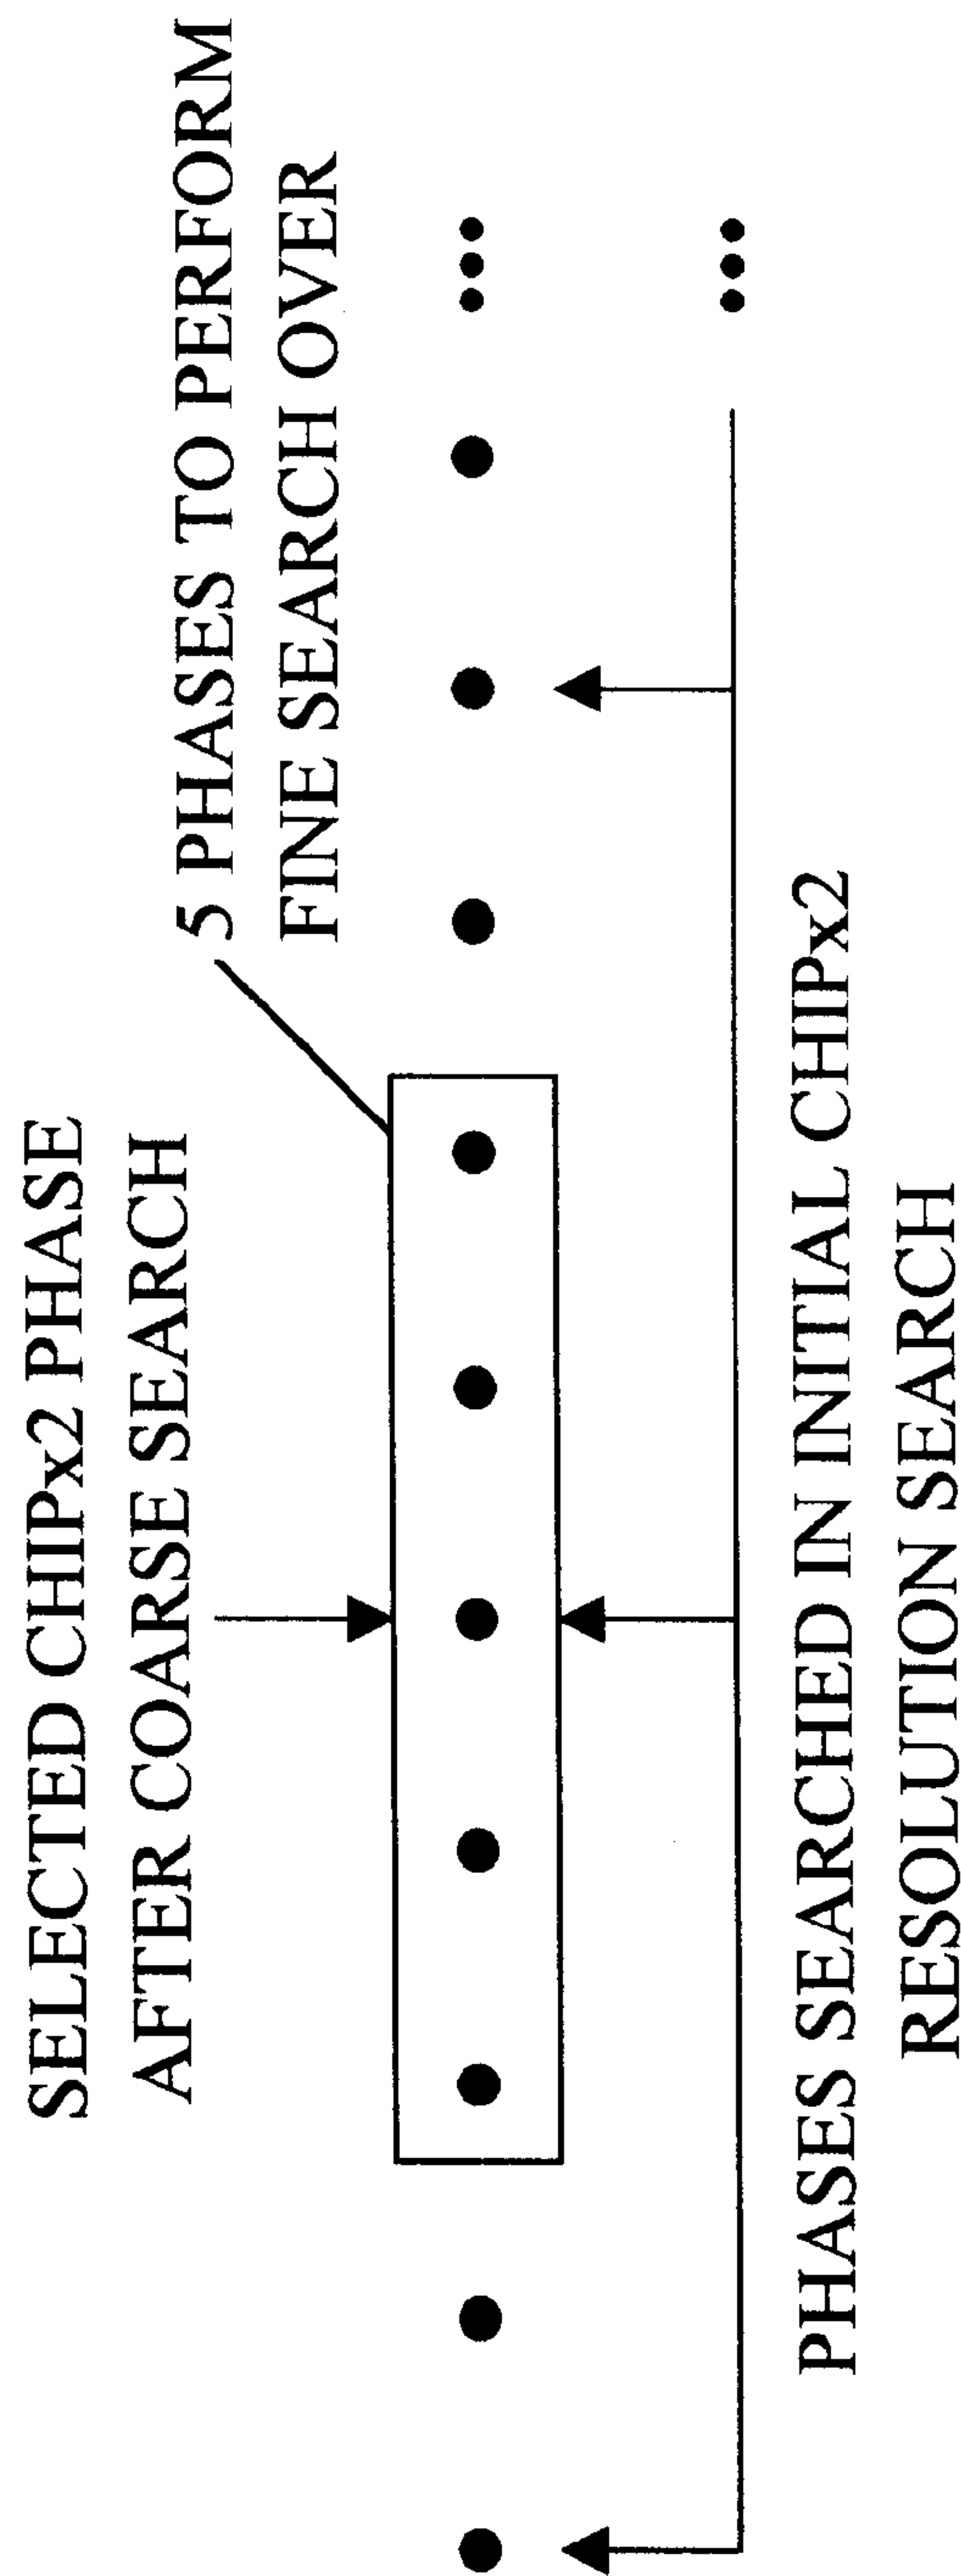 SELECTED CHIPx2 PHASE
AFTER COARSE SEARCH
5 PHASES TO PERFORM
FINE SEARCH OVER
PHASES SEARCHED IN INITIAL CHIPx2
RESOLUTION SEARCH